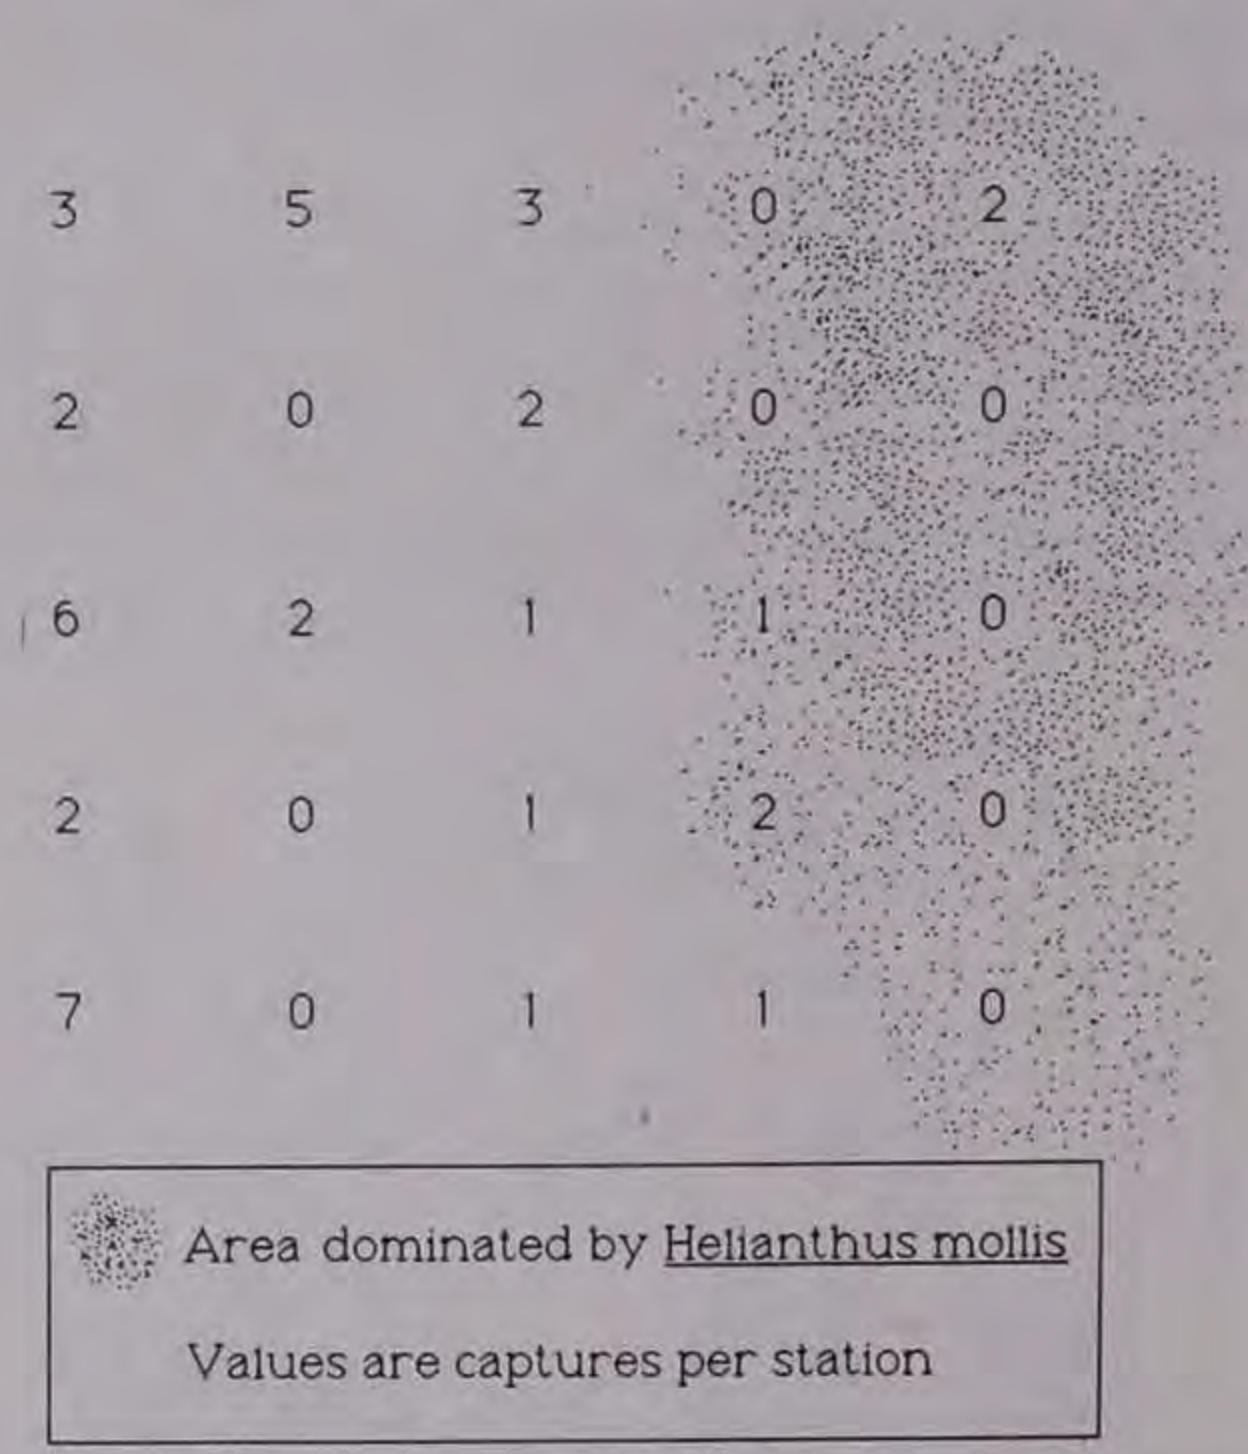 3 5 3 0 2
2 0 2 0 0
6 2 1 1 0
2 0 1 2 0
7 0 1 1 0
Area dominated by Helianthus mollis
Values are captures per station